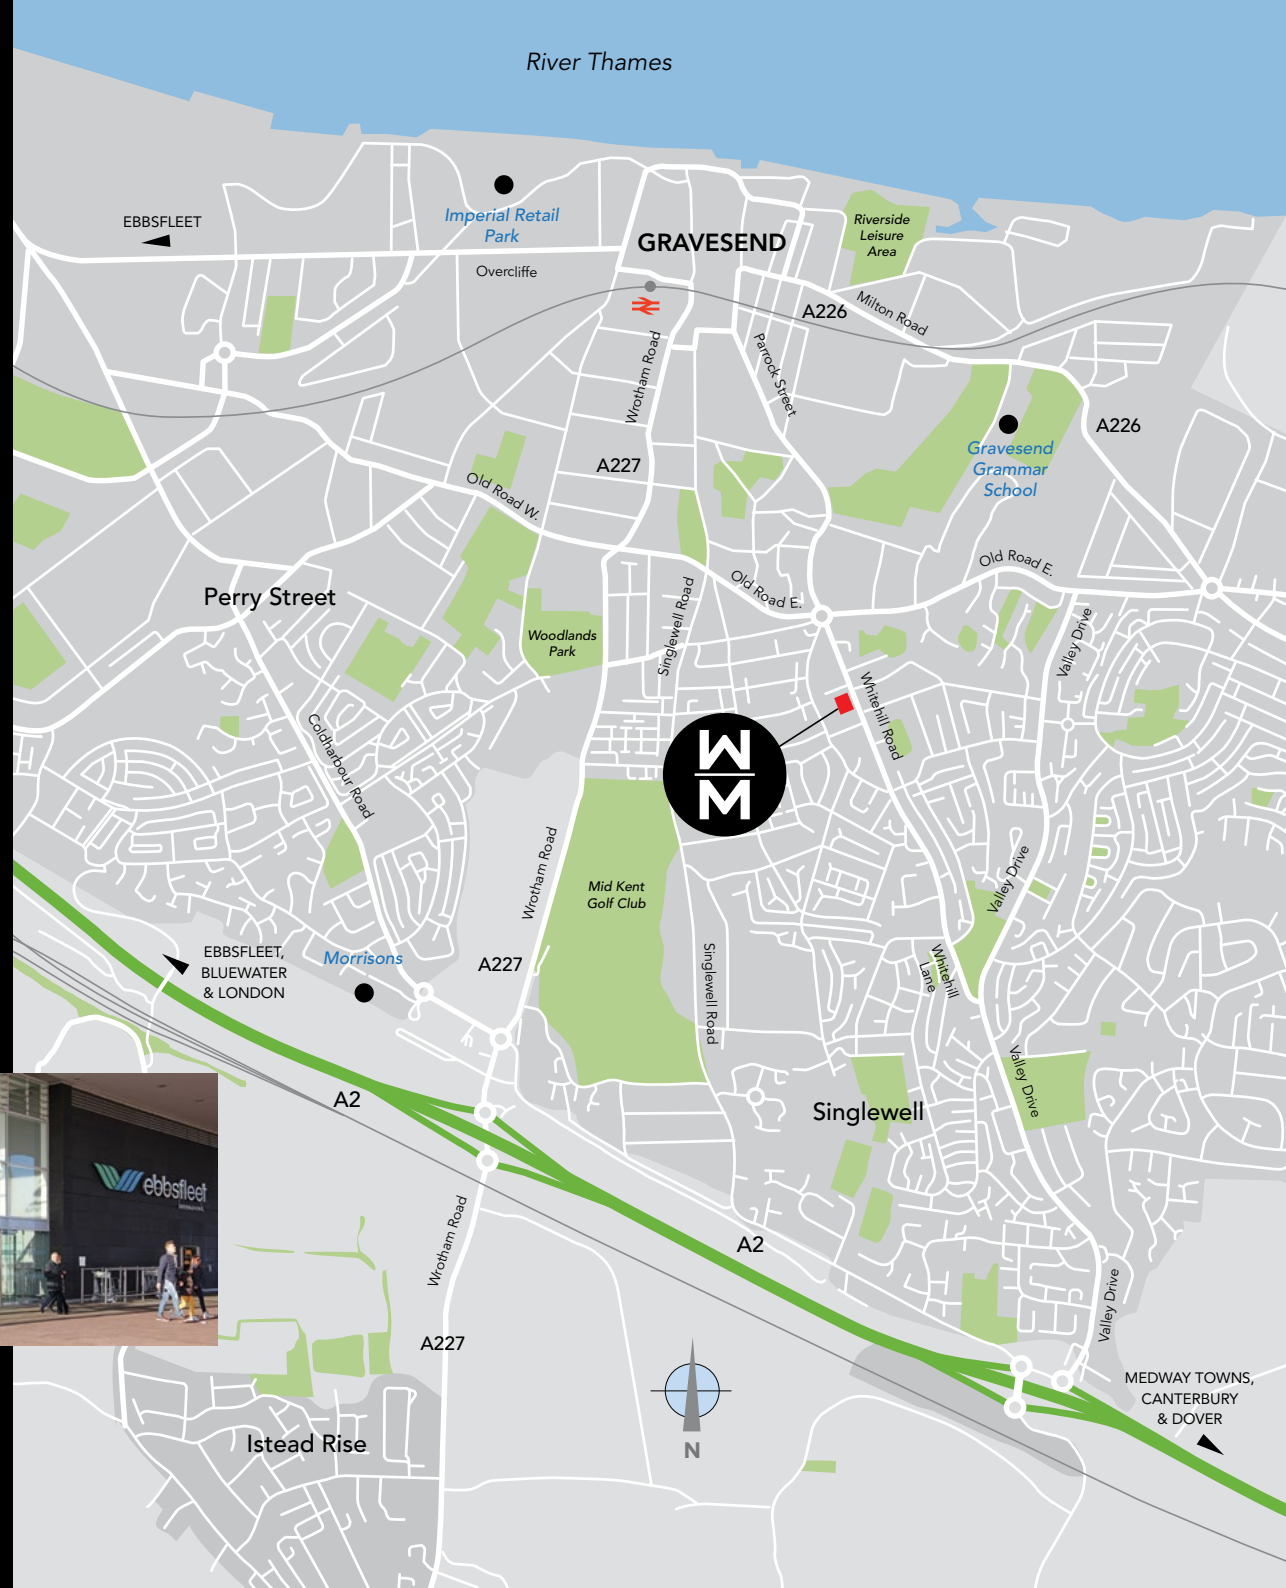 River Thames
EBBSFLEET
Imperial Retail
Park
GRAVESEND
Riverside
Leisure
Area
Overcliffe
A226
Milton Road
Wrotham Road
Parrock Street
A226
A227
Gravesend
Grammar
School
Old Road W.
Old Road E.
Old Road E.
Perry Street
Woodlands
Park
Singlewell Road
Valley Drive
Whitehill Road
Coldharbour Road
W
M
Wrotham Road
Mid Kent
Golf Club
Valley Drive
EBBSFLEET,
BLUEWATER
& LONDON
Morrisons
A227
Singlewell Road
Whitehill
Lane
A2
Singlewell
Valley Drive
ebbsfleet
Wrotham Road
A2
Valley Drive
A227
MEDWAY TOWNS,
CANTERBURY
& DOVER
Istead Rise
N